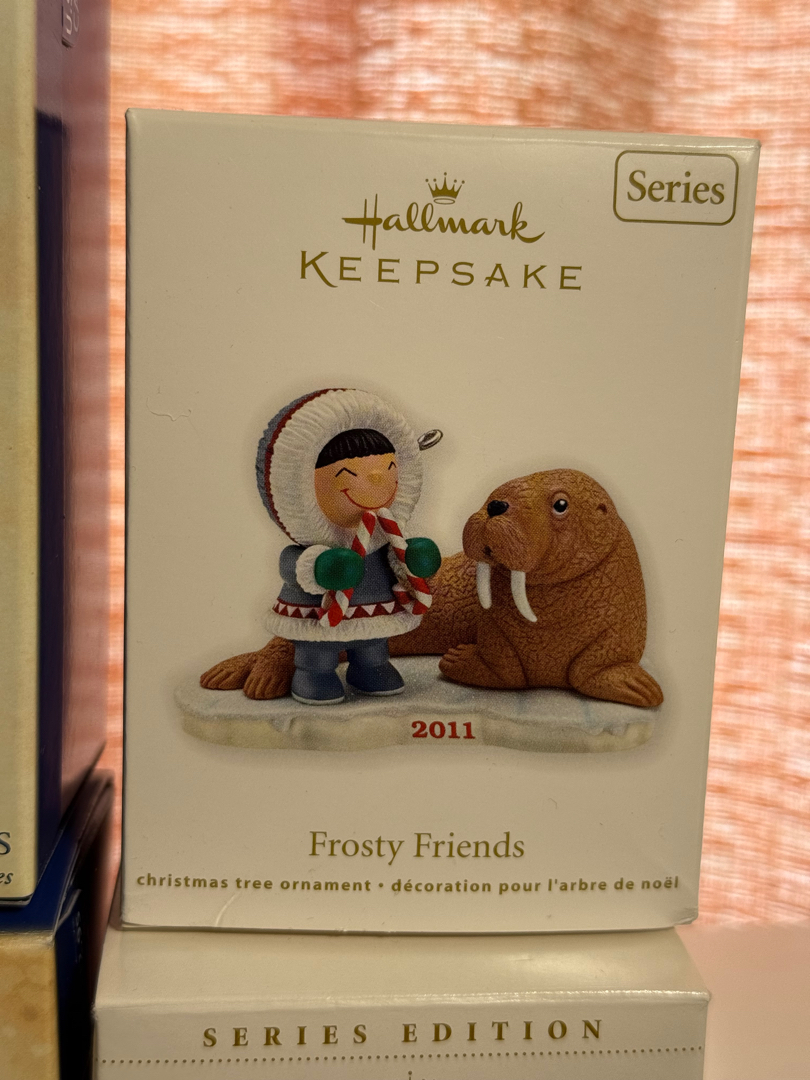 Series
Hallmark
KEEPSAKE
2011
Frosty Friends
christmas tree ornament • décoration pour l'arbre de noël
SERIES EDITION